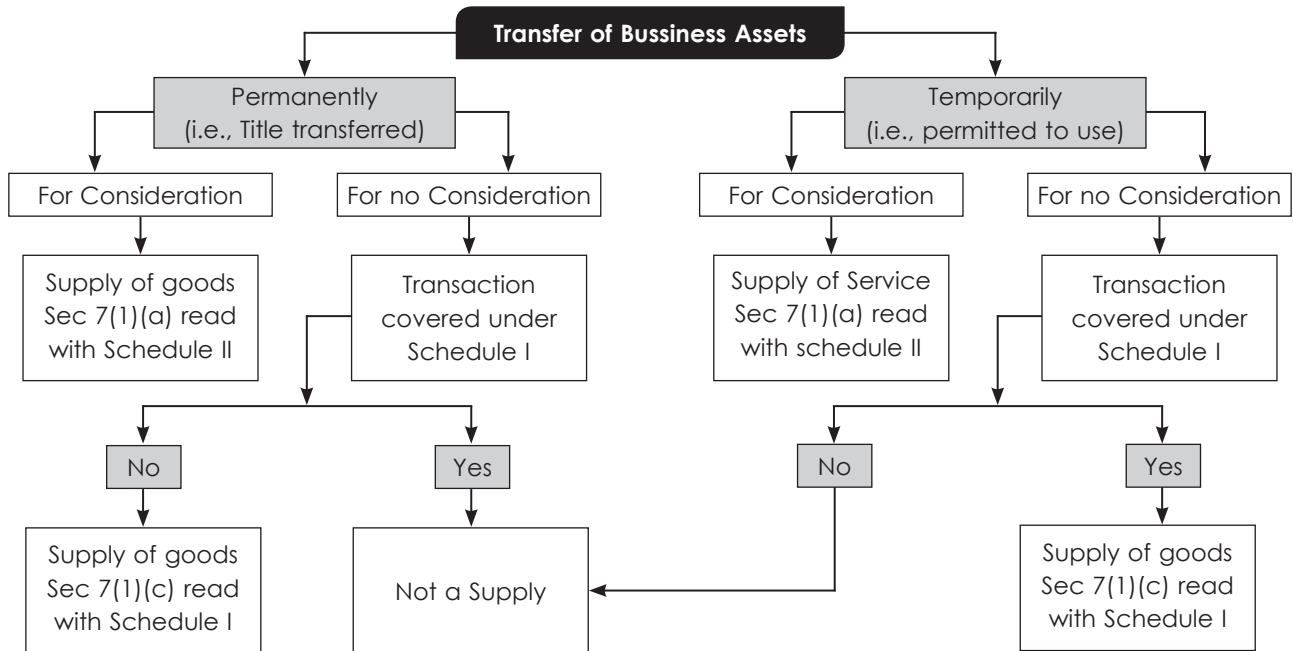 Transfer of Bussiness Assets
Permanently
(i.e., Title transferred)
Temporarily
(i.e., permitted to use)
For Consideration
For no Consideration
For Consideration
For no Consideration
Supply of goods
Sec 7(1)(a) read
with Schedule II
Transaction
covered under
Schedule I
Supply of Service
Sec 7(1)(a) read
with schedule II
Transaction
covered under
Schedule I
No
Yes
No
Yes
Supply of goods
Sec 7(1)(c) read
with Schedule I
Not a Supply
Supply of goods
Sec 7(1)(c) read
with Schedule I